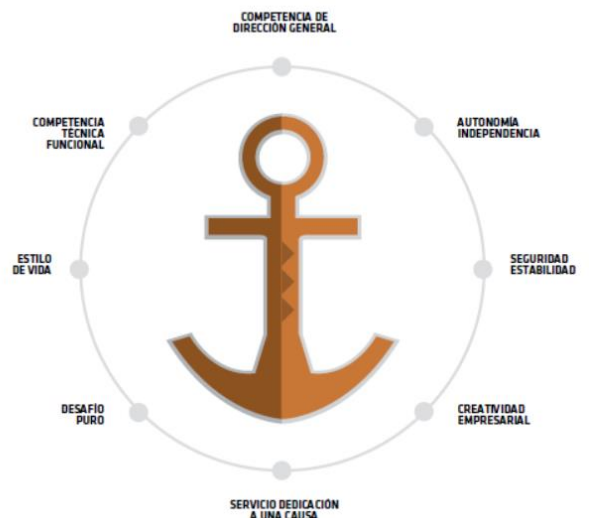 COMPETENCIA DE
DIRECCIÓN GENERAL
COMPETENCIA
TÉCNICA
FUNCIONAL
AUTONOMÍA
INDEPENDENCIA
ESTILO
DE VIDA
SEGURIDAD
ESTABILIDAD
DESAFÍO
PURO
CREATIVIDAD
EMPRESARIAL
SERVICIO DEDICACIÓN
A UNA CAUSA